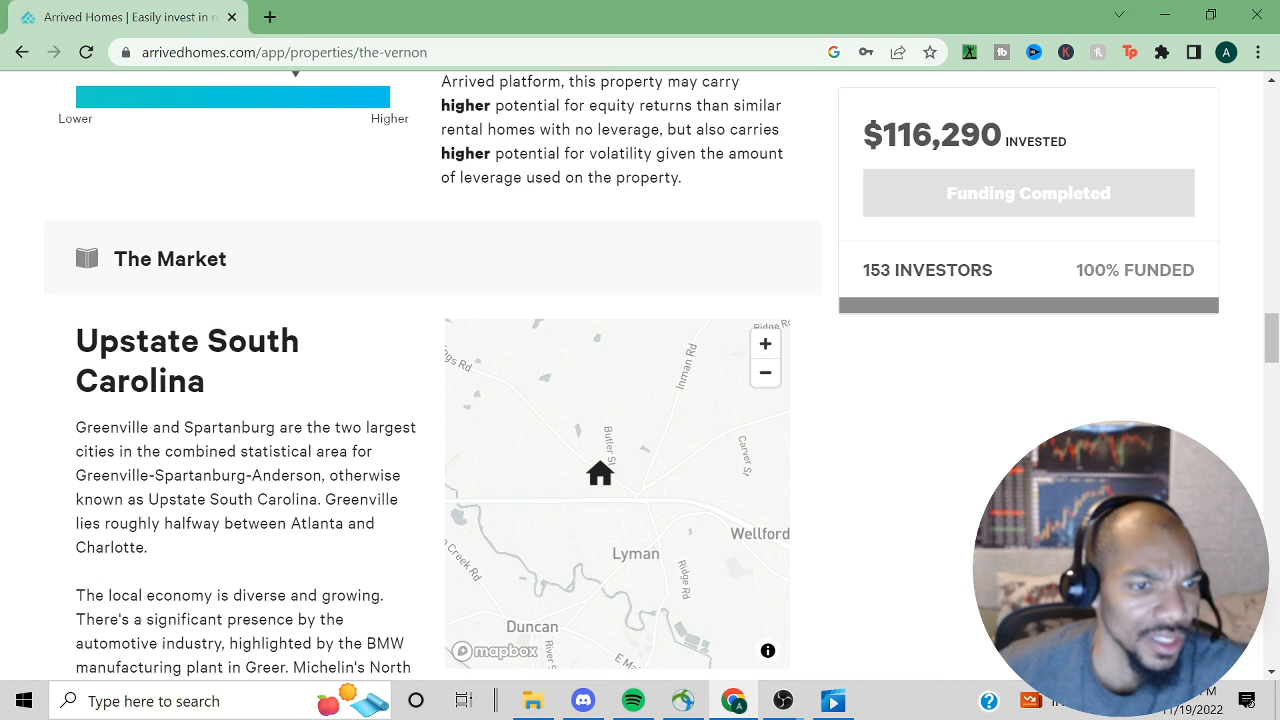 Arrived Homes | Easily invest in r
arrivedhomes.com/app/properties/the-vernon
Lower
Higher
Arrived platform, this property may carry
higher potential for equity returns than similar
rental homes with no leverage, but also carries
higher potential for volatility given the amount
of leverage used on the property.
$116,290 INVESTED
Funding Completed
153 INVESTORS
100% FUNDED
The Market
Upstate South
Carolina
Greenville and Spartanburg are the two largest
cities in the combined statistical area for
Greenville-Spartanburg-Anderson, otherwise
known as Upstate South Carolina. Greenville
lies roughly halfway between Atlanta and
Charlotte.
The local economy is diverse and growing.
There's a significant presence by the
automotive industry, highlighted by the BMW
manufacturing plant in Greer. Michelin's North
Ridge Rd
Inman Rd
gs Rd
Butler St
Carver S
Wellford
Lyman
Creek Rd
Ridge Rd
Duncan
River S
E Ma
mapbox
Type here to search
M
11/19/2022